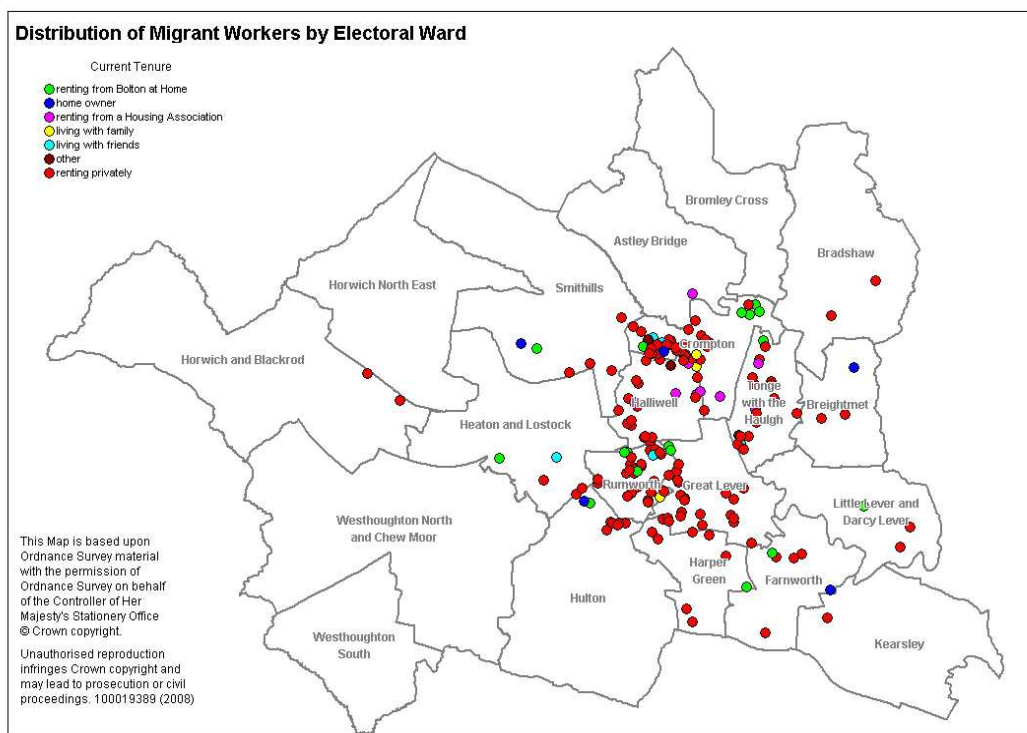 Distribution of Migrant Workers by Electoral Ward
Current Tenure
renting from Bolton at Home
home owner
renting from a Housing Association
living with family
living with friends
other
renting privately
Bromley Cross
Astley Bridge
Bradshaw
Horwich North East
Smithills
Horwich and Blackrod
Crompton
Halliwell
Tonge
with the
Haulgh
Breightmet
Heaton and Lostock
Rumworth
Great Lever
Little Lever and
Darcy Lever
Westhoughton North
and Chew Moor
Harper
Green
Farnworth
Hulton
Westhoughton
South
Kearsley
This Map is based upon
Ordnance Survey material
with the permission of
Ordnance Survey on behalf
of the Controller of Her
Majesty's Stationery Office
© Crown copyright.
Unauthorised reproduction
infringes Crown copyright and
may lead to prosecution or civil
proceedings. 100019389 (2008)